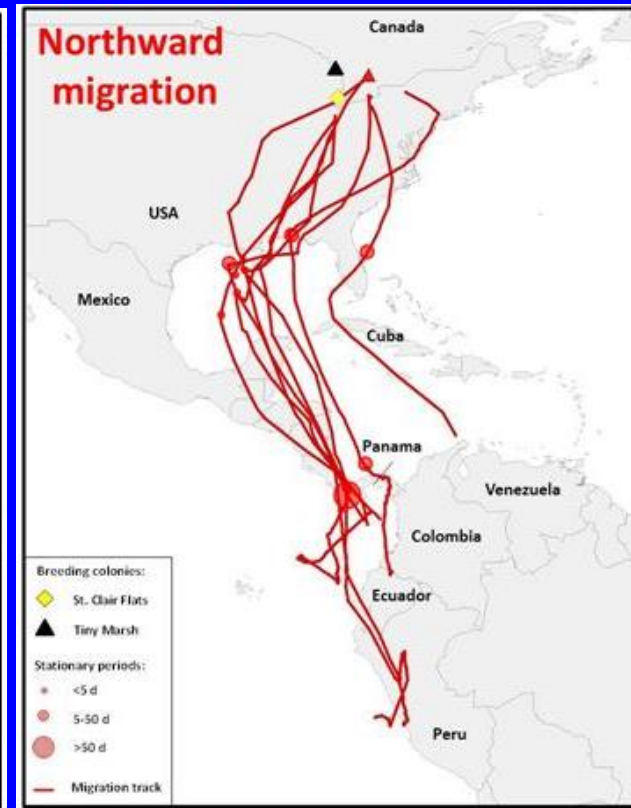 Northward
migration
Canada
USA
Mexico
Cuba
Panama
Venezuela
Colombia
Ecuador
Peru
Breeding colonies:
St. Clair Flats
Tiny Marsh
Stationary periods:
<5 d
5-50 d
>50 d
Migration track